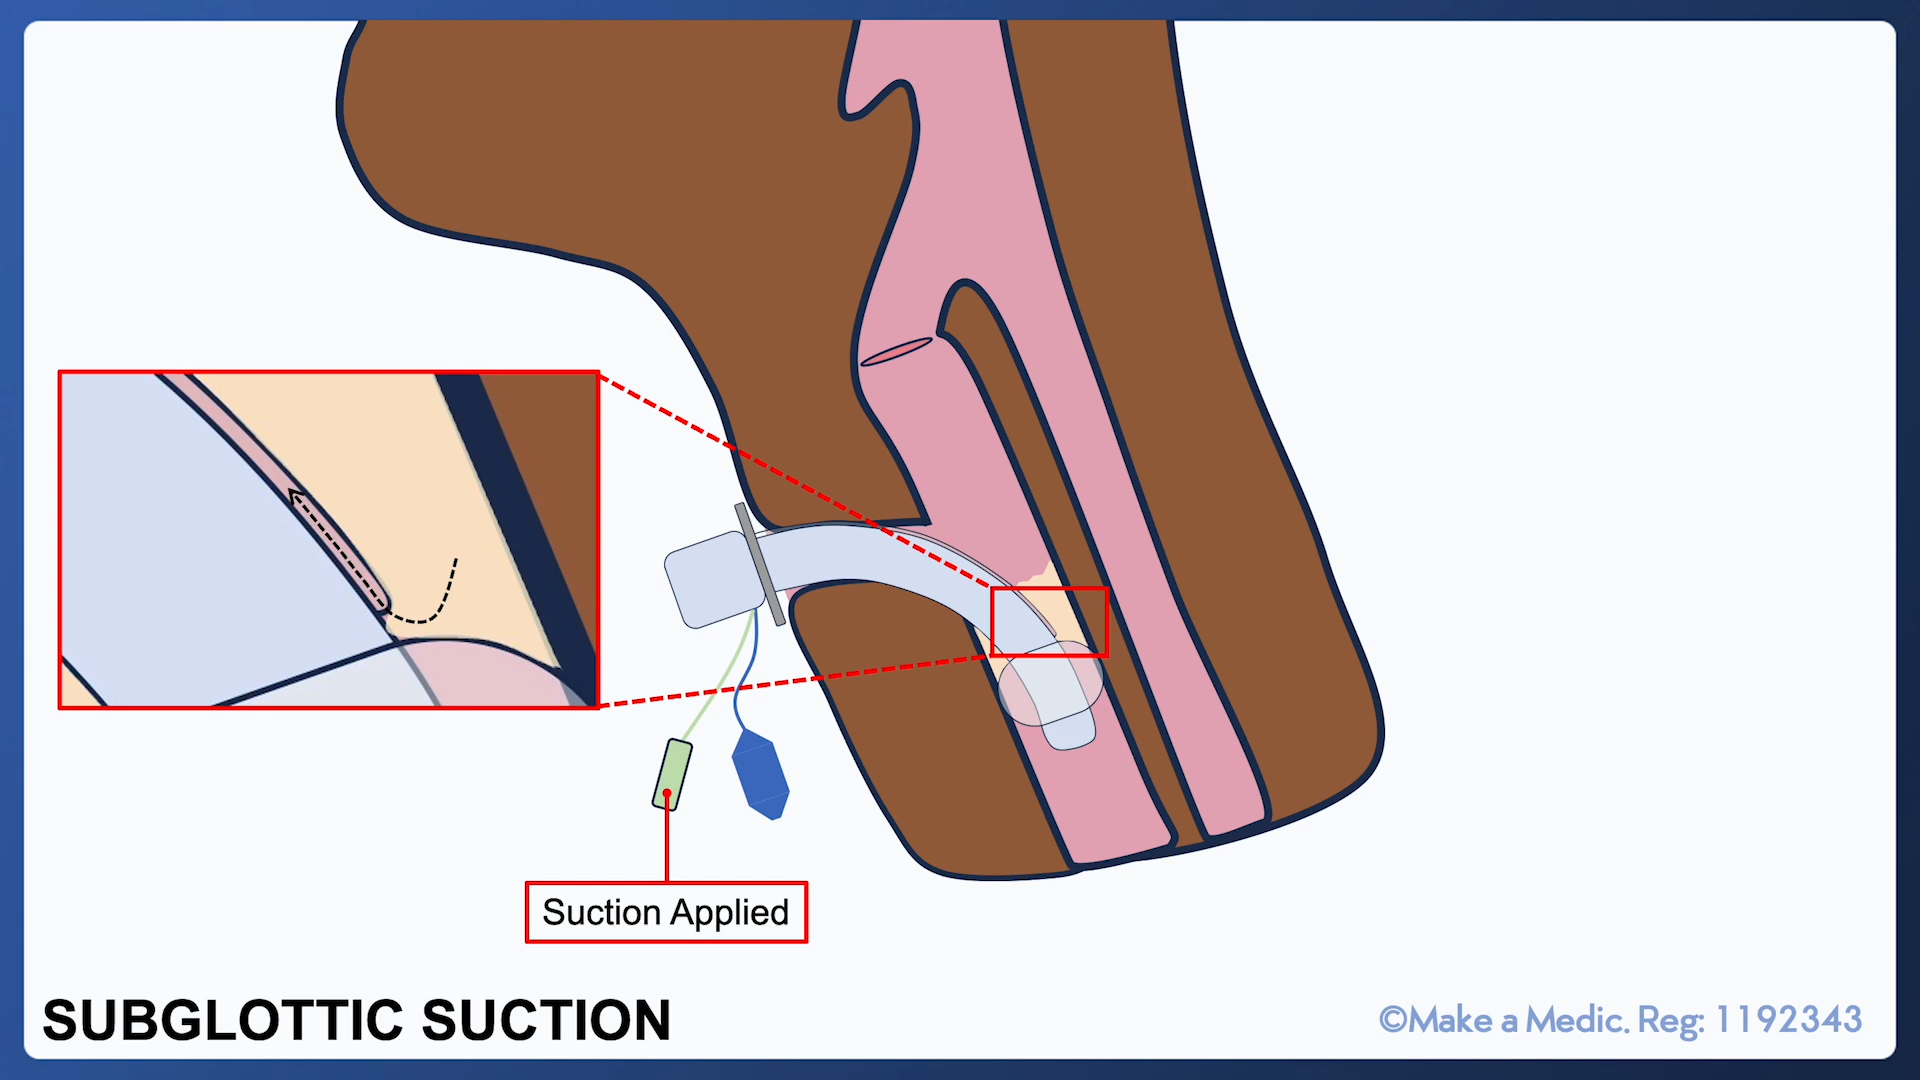 Suction Applied
SUBGLOTTIC SUCTION
©Make a Medic. Reg: 1192343